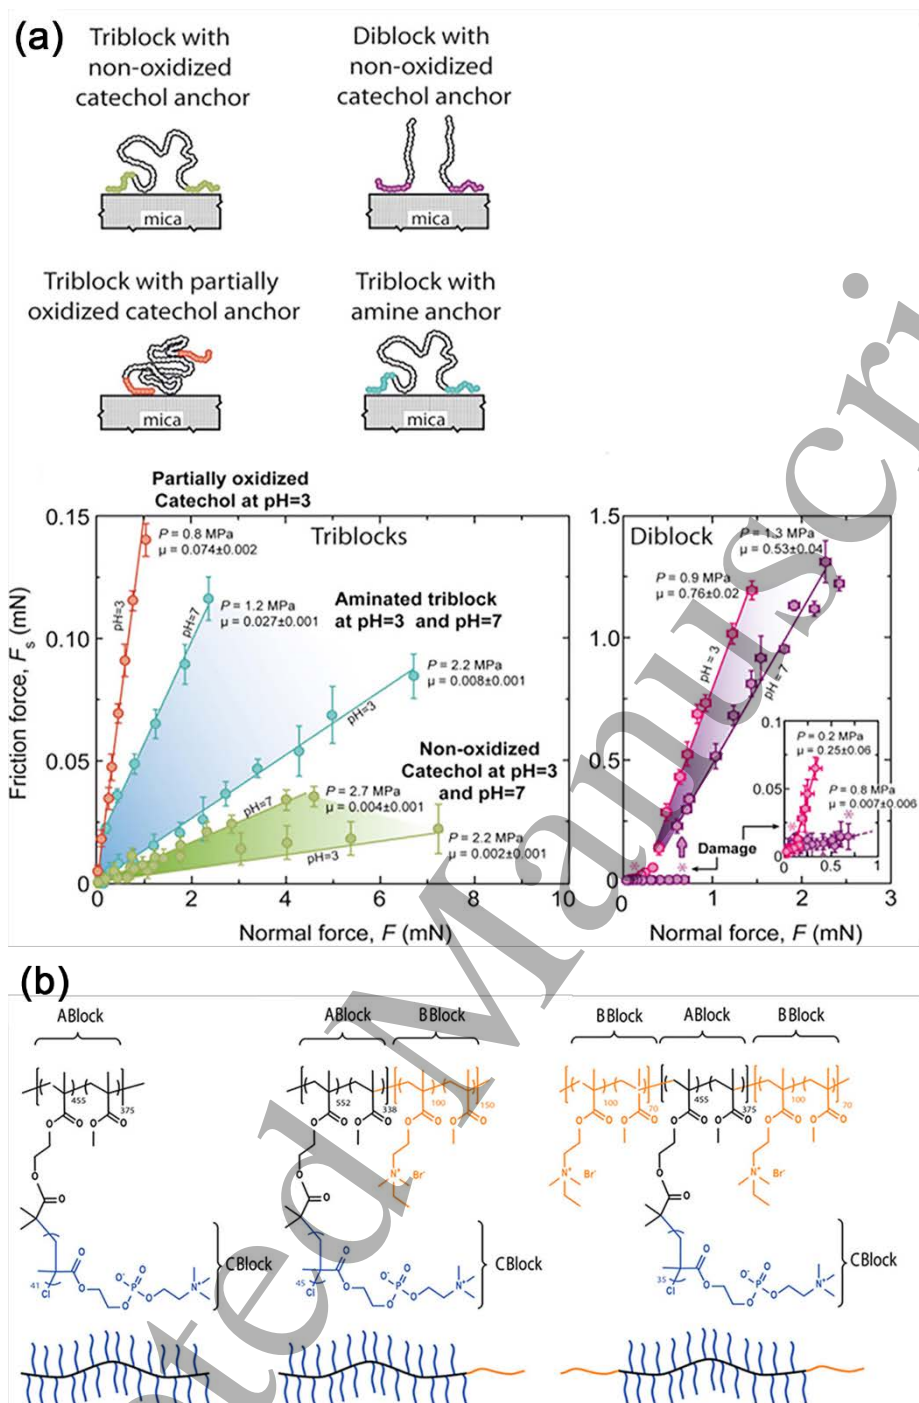 (a)
Triblock with
non-oxidized
catechol anchor
mica
Diblock with
non-oxidized
catechol anchor
mica
Triblock with partially
oxidized catechol anchor
mica
Triblock with
amine anchor
mica
Friction force, Fs (mN)
0.15
0.10
0.05
0
Partially oxidized
Catechol at pH=3
Triblocks
P = 0.8 MPa
μ = 0.074±0.002
pH=3
P = 1.2 MPa
μ = 0.027±0.001
pH=7
Aminated triblock
at pH=3 and pH=7
P = 2.2 MPa
μ = 0.008±0.001
pH=3
Non-oxidized
Catechol at pH=3
and pH=7
P = 2.7 MPa
μ = 0.004±0.001
pH=7
P = 2.2 MPa
μ = 0.002±0.001
pH=3
0 2 4 6 8 10
Normal force, F (mN)
1.5
1.0
0.5
0
Diblock
P = 1.3 MPa
μ = 0.53±0.04
P = 0.9 MPa
μ = 0.76±0.02
pH = 3
pH = 7
0.1
0.05
0
P = 0.2 MPa
μ = 0.25±0.06
P = 0.8 MPa
μ = 0.007±0.006
Damage
0 0.5 1
0 1 2 3
Normal force, F (mN)
(b)
ABlock
455
375
O
O
O
O
O
O
CBlock
41
Cl
O
O
O
O-
P
O
O
N+
ABlock BBlock
552
338
100
150
O
O
O
O
O
O
O
O
O
O
N+ Br-
CBlock
45
Cl
O
O
O
O-
P
O
O
N+
BBlock ABlock BBlock
100
70
455
375
100
70
O
O
O
O
O
O
O
O
O
O
O
O
O
O
N+ Br-
N+ Br-
CBlock
35
Cl
O
O
O
O-
P
O
O
N+
ted Manuscri